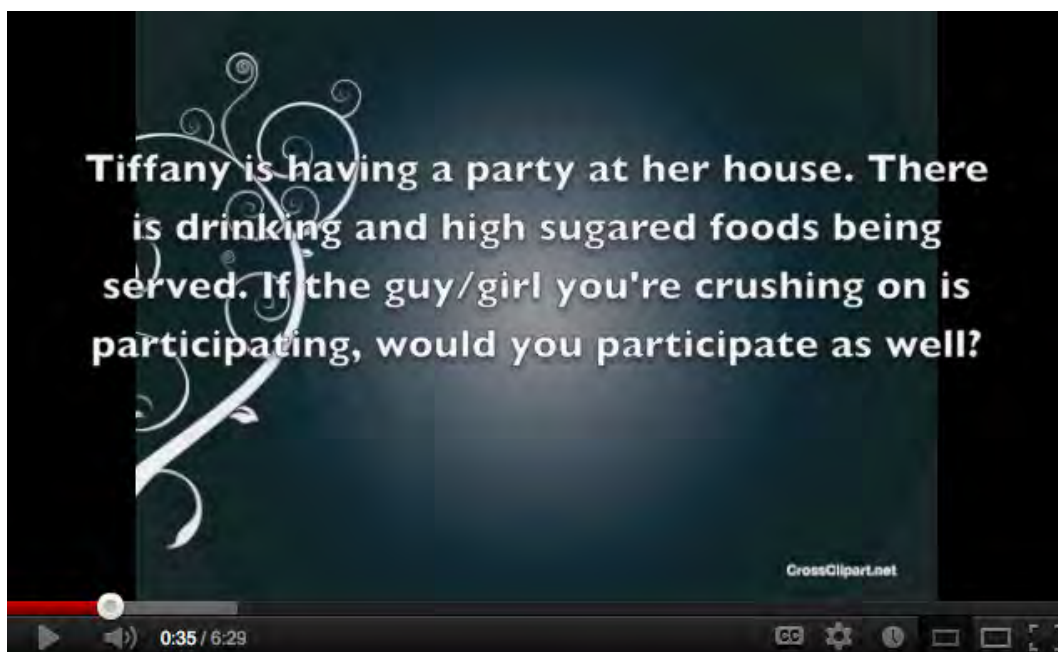 Tiffany is having a party at her house. There
is drinking and high sugared foods being
served. If the guy/girl you're crushing on is
participating, would you participate as well?
CrossClipart.net
0:35 / 6:29
CC